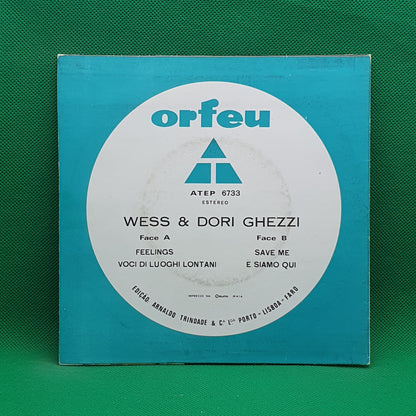 orfeu
ATEP 6733
ESTEREO
WESS & DORI GHEZZI
Face A Face B
FEELINGS SAVE ME
VOCI DI LUOGHI LONTANI E SIAMO QUI
EDIÇÃO: ARNALDO TRINDADE & Cª Lda PORTO - LISBOA - FARO